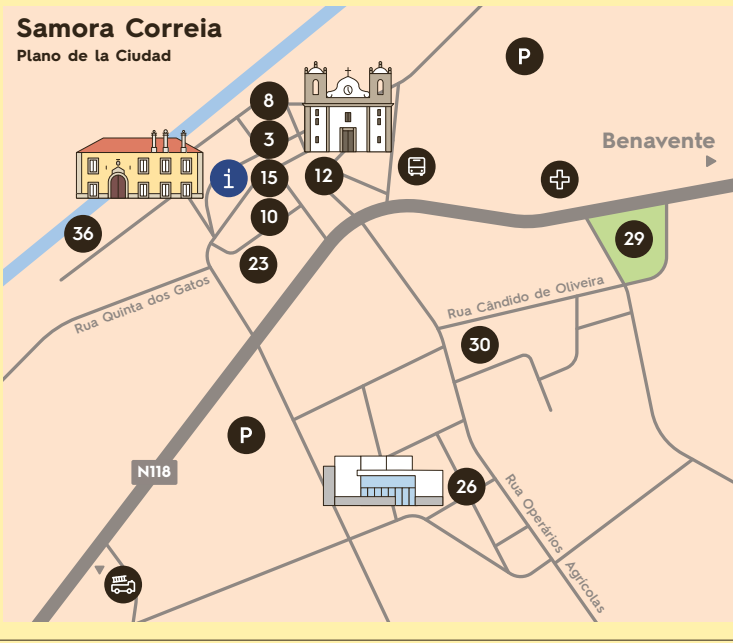 Samora Correia
Plano de la Ciudad
P
8
3
Benavente
i
15
12
10
36
29
23
Rua Quinta dos Gatos
Rua Cândido de Oliveira
30
P
N118
26
Rua Operários Agrícolas